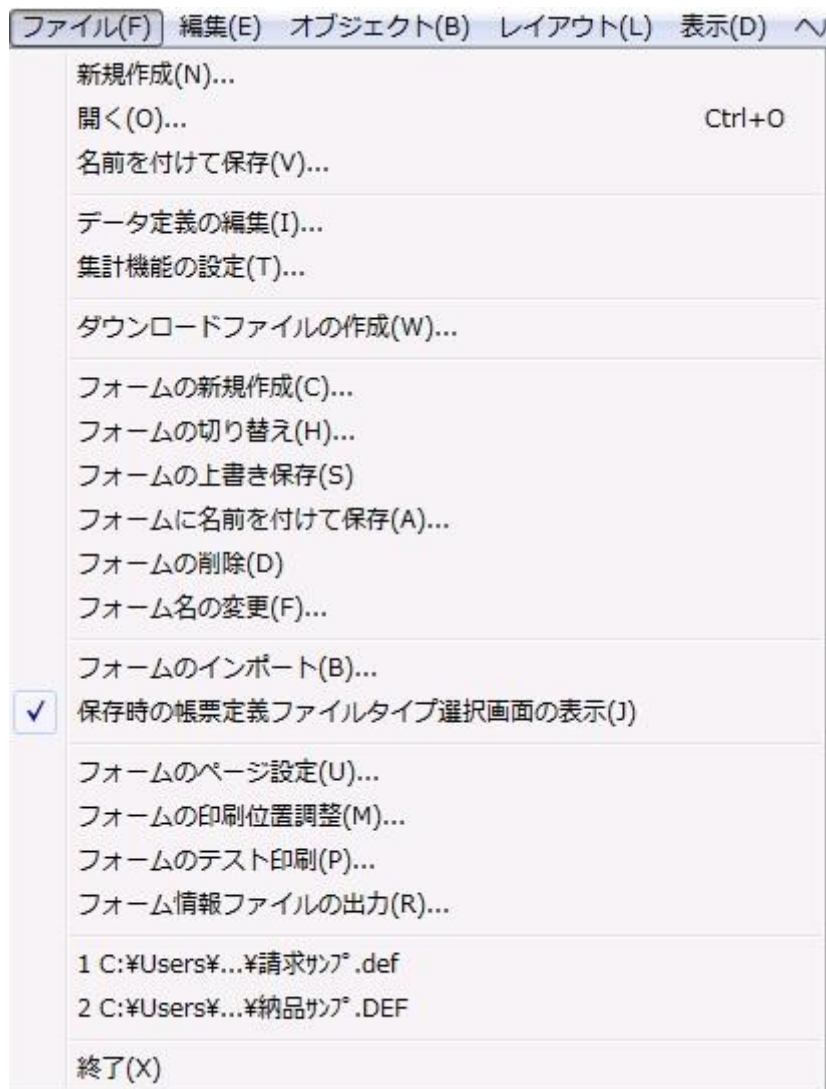 ファイル(F) 編集(E) オブジェクト(B) レイアウト(L) 表示(D)
新規作成(N)...
開く(O)... Ctrl+O
名前を付けて保存(V)...
データ定義の編集(I)...
集計機能の設定(T)...
ダウンロードファイルの作成(W)...
フォームの新規作成(C)...
フォームの切り替え(H)...
フォームの上書き保存(S)
フォームに名前を付けて保存(A)...
フォームの削除(D)
フォーム名の変更(F)...
フォームのインポート(B)...
保存時の帳票定義ファイルタイプ選択画面の表示(J)
フォームのページ設定(U)...
フォームの印刷位置調整(M)...
フォームのテスト印刷(P)...
フォーム情報ファイルの出力(R)...
1 C:¥Users¥...¥請求ｻﾝﾌﾟ.def
2 C:¥Users¥...¥納品ｻﾝﾌﾟ.DEF
終了(X)